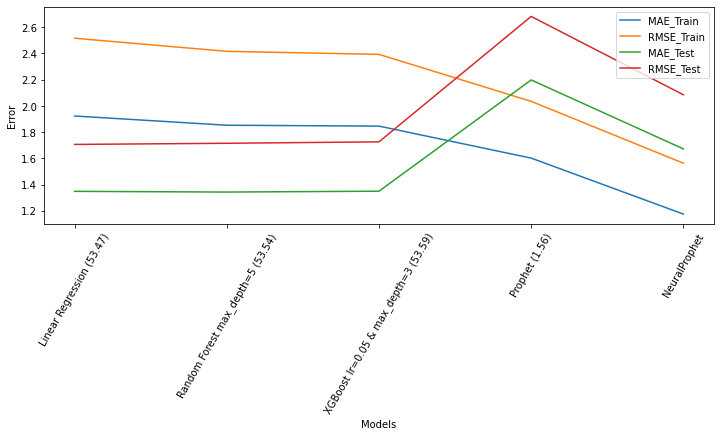 MAE_Train
RMSE_Train
MAE_Test
RMSE_Test
Error
2.6
2.4
2.2
2.0
1.8
1.6
1.4
1.2
Linear Regression (53.47)
Random Forest max_depth=5 (53.54)
XGBoost lr=0.05 & max_depth=3 (53.59)
Prophet (1.56)
NeuralProphet
Models